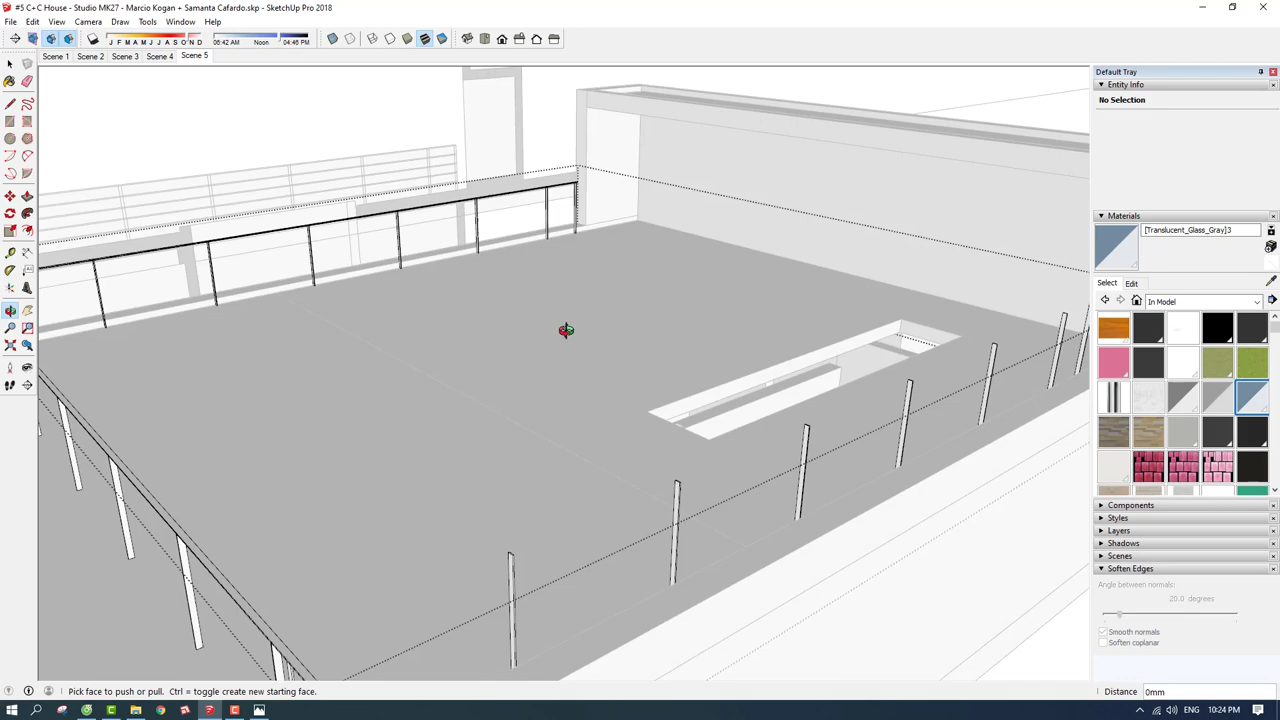 #5 C+C House - Studio MK27 - Marcio Kogan + Samanta Cafardo.skp - SketchUp Pro 2018
File Edit View Camera Draw Tools Window Help
J F M A M J J A S O N D 06:42 AM Noon 04:46 PM
Scene 1 Scene 2 Scene 3 Scene 4 Scene 5
Default Tray
Entity Info
No Selection
Materials
[Translucent_Glass_Gray]3
Select Edit
In Model
Components
Styles
Layers
Shadows
Scenes
Soften Edges
Angle between normals:
20.0 degrees
Smooth normals
Soften coplanar
Pick face to push or pull. Ctrl = toggle create new starting face.
Distance 0mm
ENG 10:24 PM